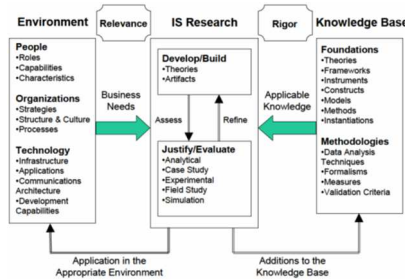 Environment
Relevance
IS Research
Rigor
Knowledge Base
People
•Roles
•Capabilities
•Characteristics
Organizations
•Strategies
•Structure & Culture
•Processes
Technology
•Infrastructure
•Applications
•Communications
Architecture
•Development
Capabilities
Business
Needs
Develop/Build
•Theories
•Artifacts
Assess
Refine
Justify/Evaluate
•Analytical
•Case Study
•Experimental
•Field Study
•Simulation
Applicable
Knowledge
Foundations
•Theories
•Frameworks
•Instruments
•Constructs
•Models
•Methods
•Instantiations
Methodologies
•Data Analysis
Techniques
•Formalisms
•Measures
•Validation Criteria
Application in the
Appropriate Environment
Additions to the
Knowledge Base